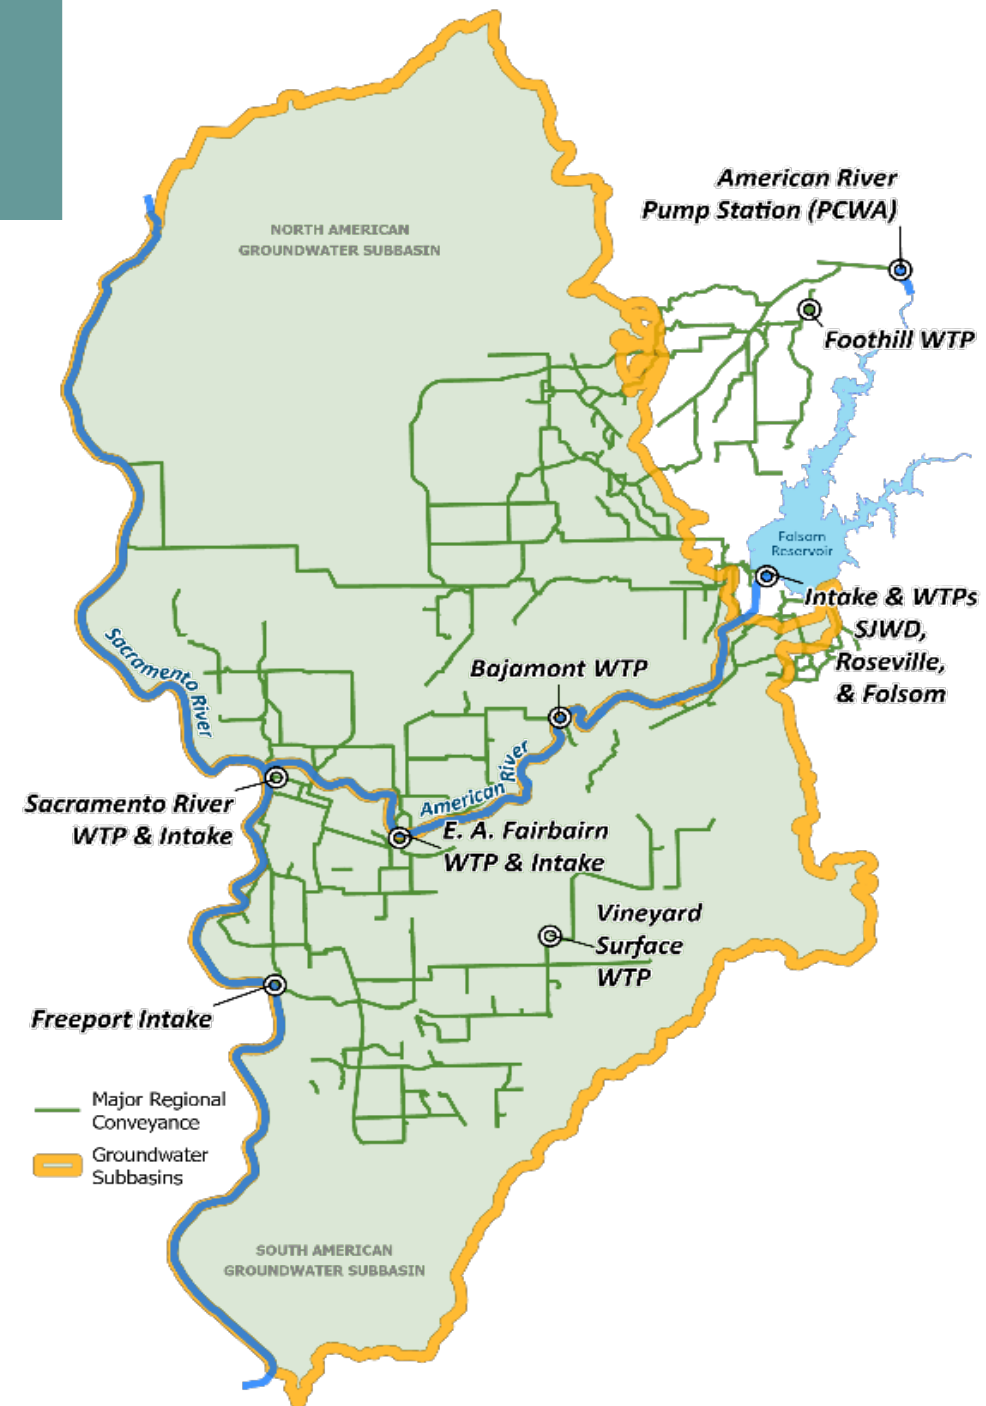 American River
Pump Station (PCWA)
NORTH AMERICAN
GROUNDWATER SUBBASIN
Foothill WTP
Folsom
Reservoir
Intake & WTPs
SJWD,
Roseville,
& Folsom
Sacramento River
Bajamont WTP
American River
Sacramento River
WTP & Intake
E. A. Fairbairn
WTP & Intake
Vineyard
Surface
WTP
Freeport Intake
Major Regional
Conveyance
Groundwater
Subbasins
SOUTH AMERICAN
GROUNDWATER SUBBASIN